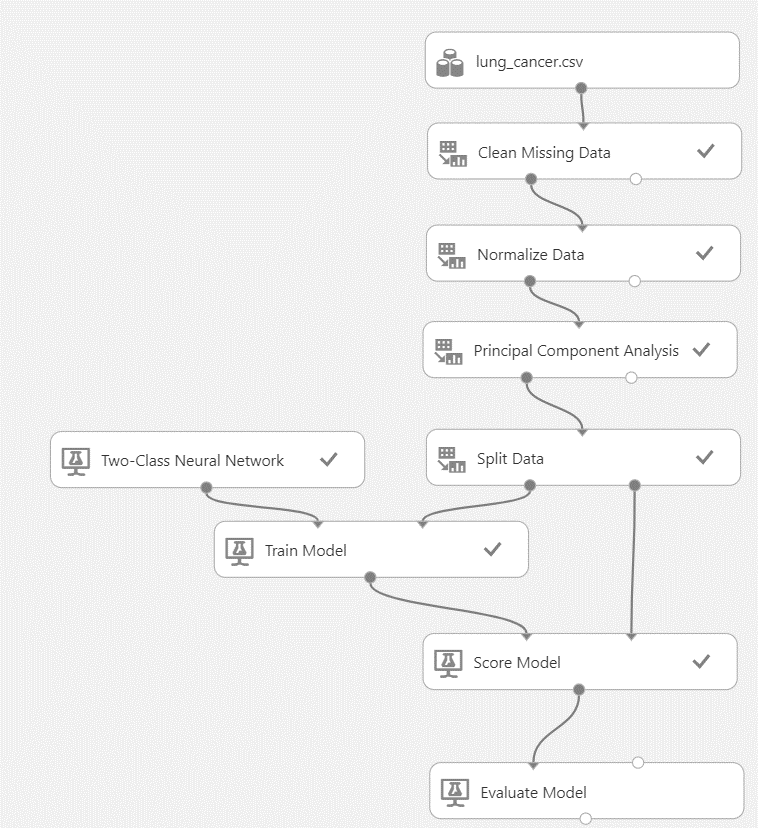 lung_cancer.csv
Clean Missing Data
Normalize Data
Principal Component Analysis
Two-Class Neural Network
Split Data
Train Model
Score Model
Evaluate Model